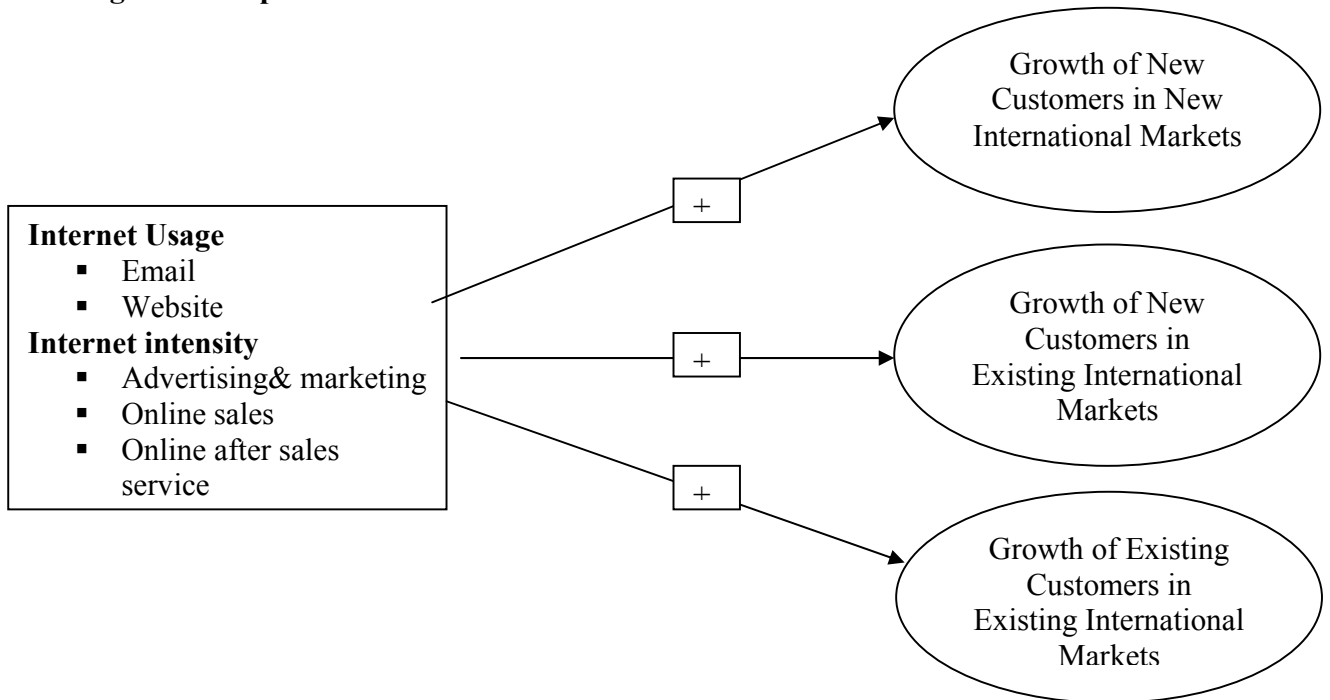 Internet Usage
▪ Email
▪ Website
Internet intensity
▪ Advertising& marketing
▪ Online sales
▪ Online after sales
service
+
+
+
Growth of New
Customers in New
International Markets
Growth of New
Customers in
Existing International
Markets
Growth of Existing
Customers in
Existing International
Markets